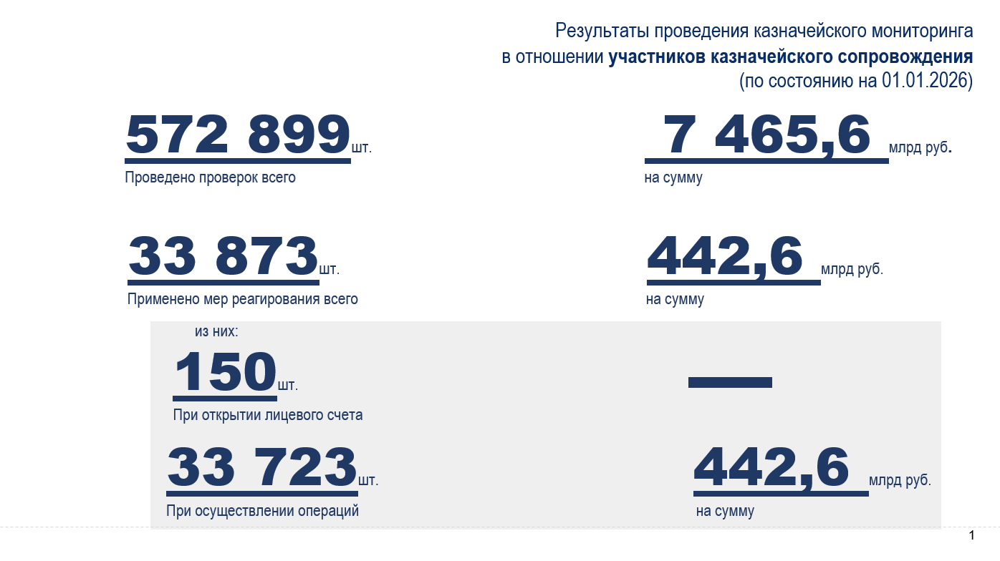 Результаты проведения казначейского мониторинга
в отношении участников казначейского сопровождения
(по состоянию на 01.01.2026)
572 899 шт.
Проведено проверок всего
7 465,6 млрд руб.
на сумму
33 873 шт.
Применено мер реагирования всего
442,6 млрд руб.
на сумму
из них:
150 шт.
При открытии лицевого счета
33 723 шт.
При осуществлении операций
442,6 млрд руб.
на сумму
1